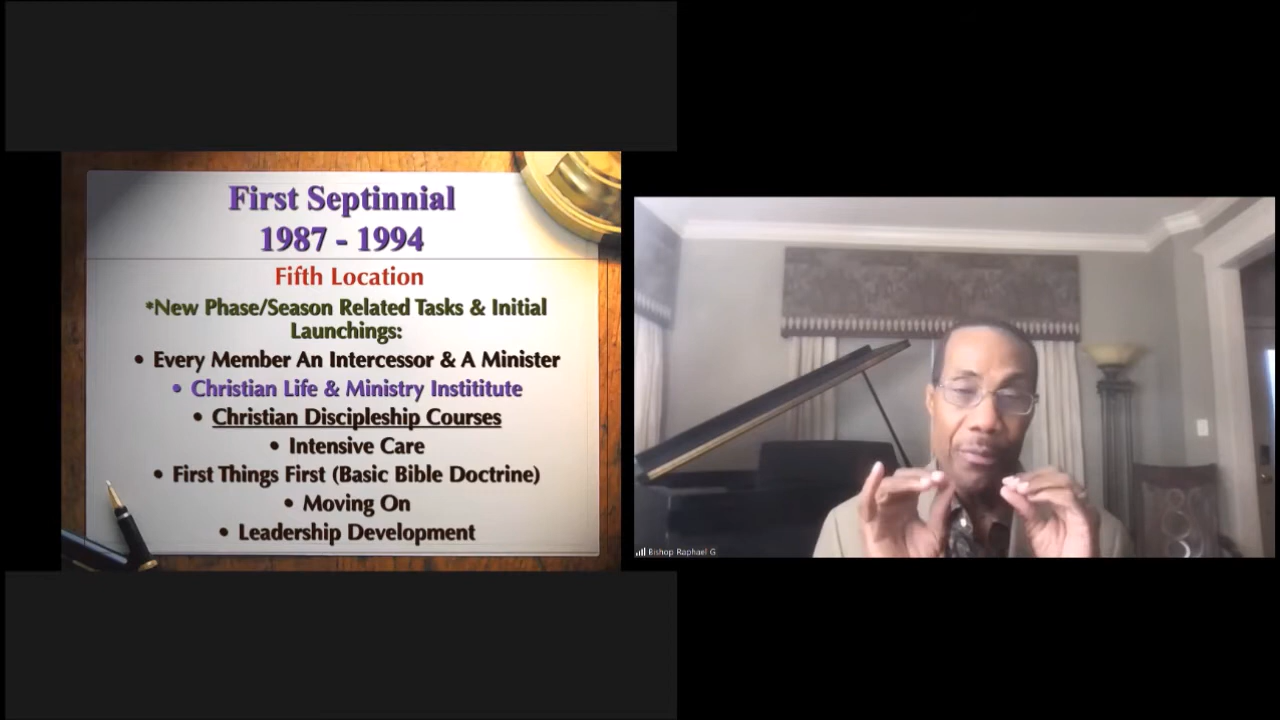 First Septinnial
1987 - 1994
Fifth Location
*New Phase/Season Related Tasks & Initial
Launchings:
• Every Member An Intercessor & A Minister
• Christian Life & Ministry Instititute
• Christian Discipleship Courses
• Intensive Care
• First Things First (Basic Bible Doctrine)
• Moving On
• Leadership Development
Bishop Raphael G